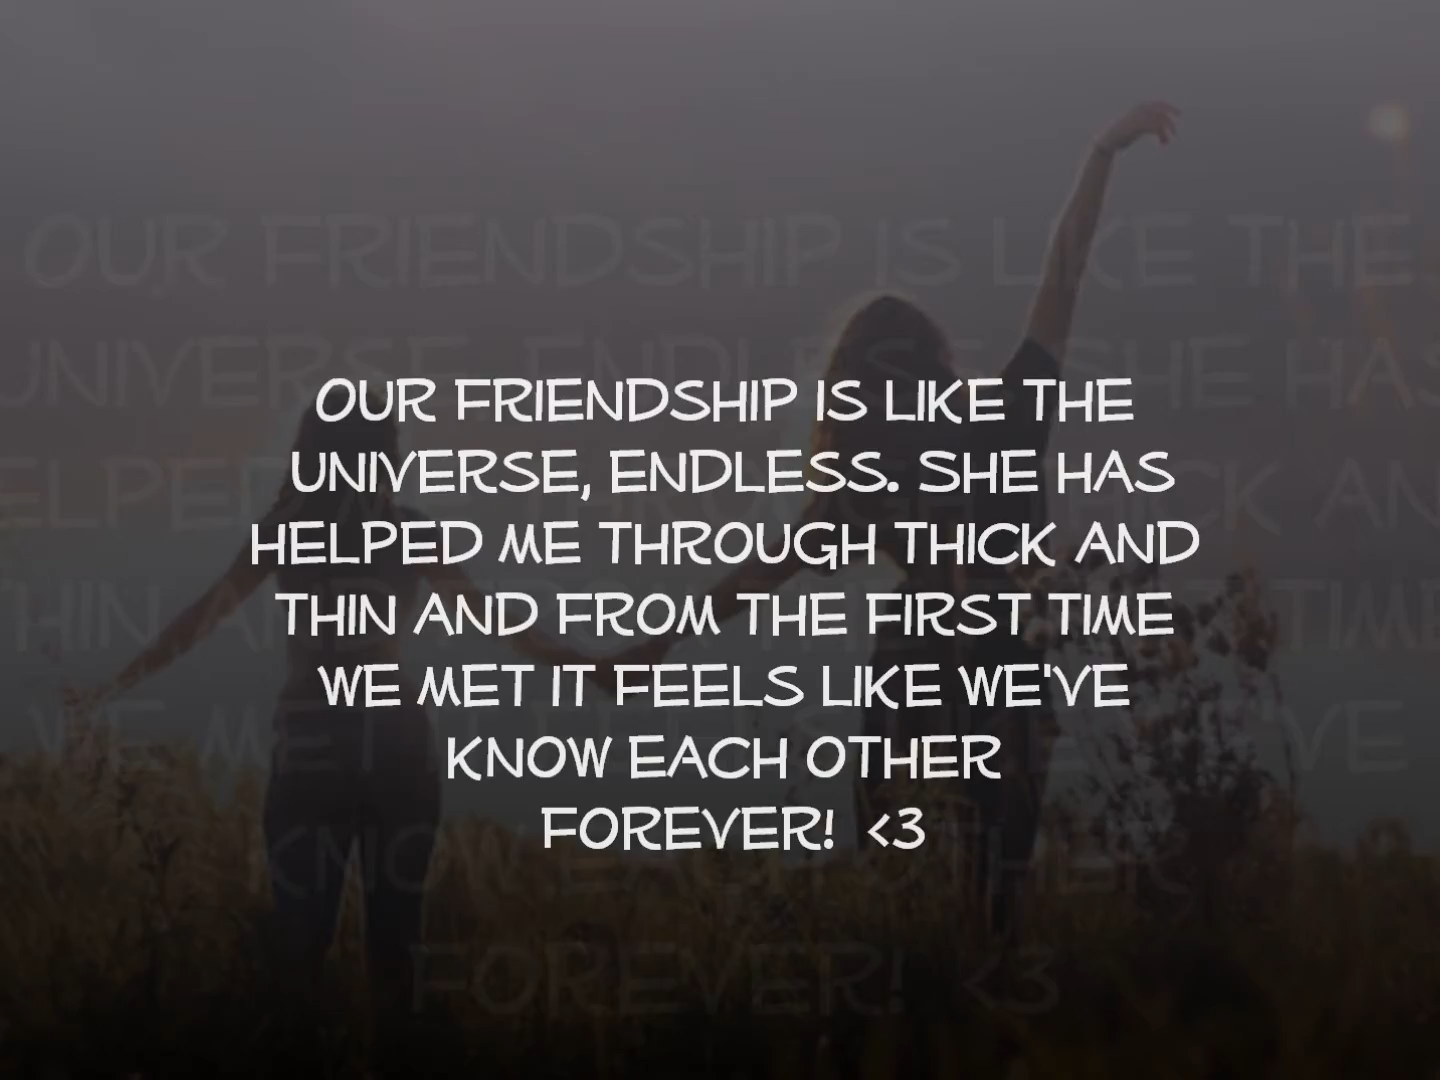 OUR FRIENDSHIP IS LIKE THE
UNIVERSE, ENDLESS. SHE HAS
HELPED ME THROUGH THICK AND
THIN AND FROM THE FIRST TIME
WE MET IT FEELS LIKE WE'VE
KNOW EACH OTHER
FOREVER! <3